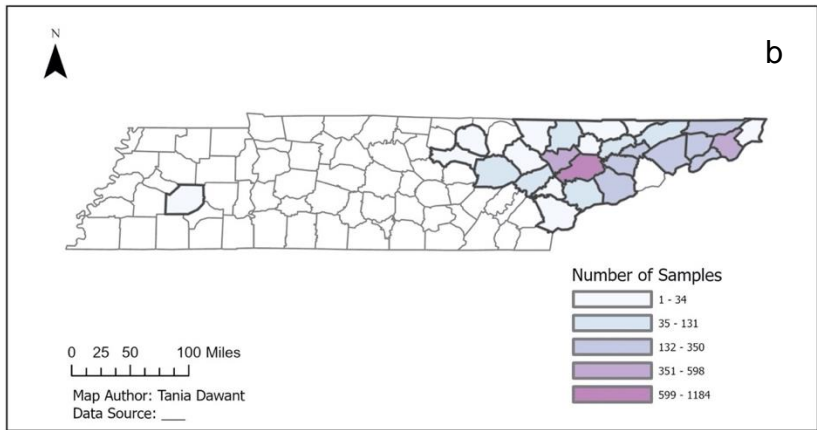 N
b
Number of Samples
1 - 34
35 - 131
132 - 350
351 - 598
599 - 1184
0 25 50 100 Miles
Map Author: Tania Dawant
Data Source: ___